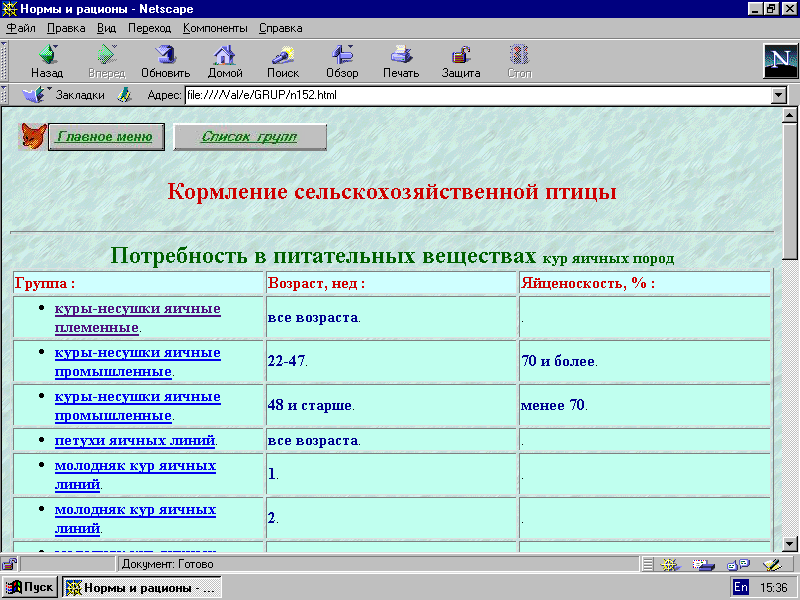 Нормы и рационы - Netscape
Файл Правка Вид Переход Компоненты Справка
Назад Вперед Обновить Домой Поиск Обзор Печать Защита Стоп
N
Закладки Адрес: file:////Val/e/GRUP/n152.html
Главное меню Список групп
Кормление сельскохозяйственной птицы
Потребность в питательных веществах кур яичных пород
Группа : Возраст, нед : Яйценоскость, % :
куры-несушки яичные
племенные. все возраста. .
куры-несушки яичные
промышленные. 22-47. 70 и более.
куры-несушки яичные
промышленные. 48 и старше. менее 70.
петухи яичных линий. все возраста. .
молодняк кур яичных
линий. 1. .
молодняк кур яичных
линий. 2. .
Документ: Готово
Пуск Нормы и рационы - ... En 15:36